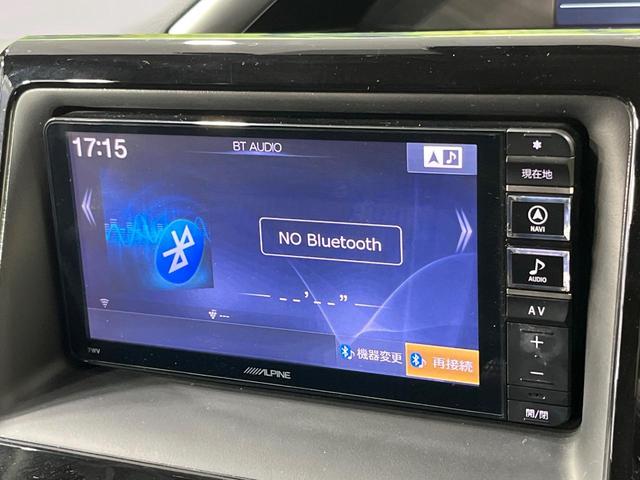 17:15
BT AUDIO
NO Bluetooth
_ _ ' _ _ "
---
機器変更
再接続
7WV
ALPINE
✱
現在地
NAVI
AUDIO
AV
+
−
開/閉